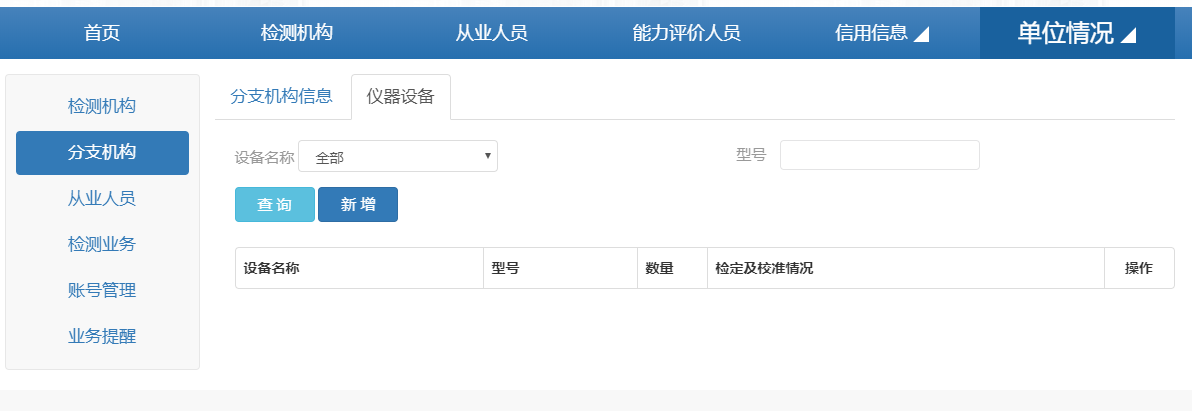 首页 检测机构 从业人员 能力评价人员 信用信息 单位情况
检测机构
分支机构
从业人员
检测业务
账号管理
业务提醒
分支机构信息 仪器设备
设备名称 全部 型号
查 询 新 增
设备名称 型号 数量 检定及校准情况 操作